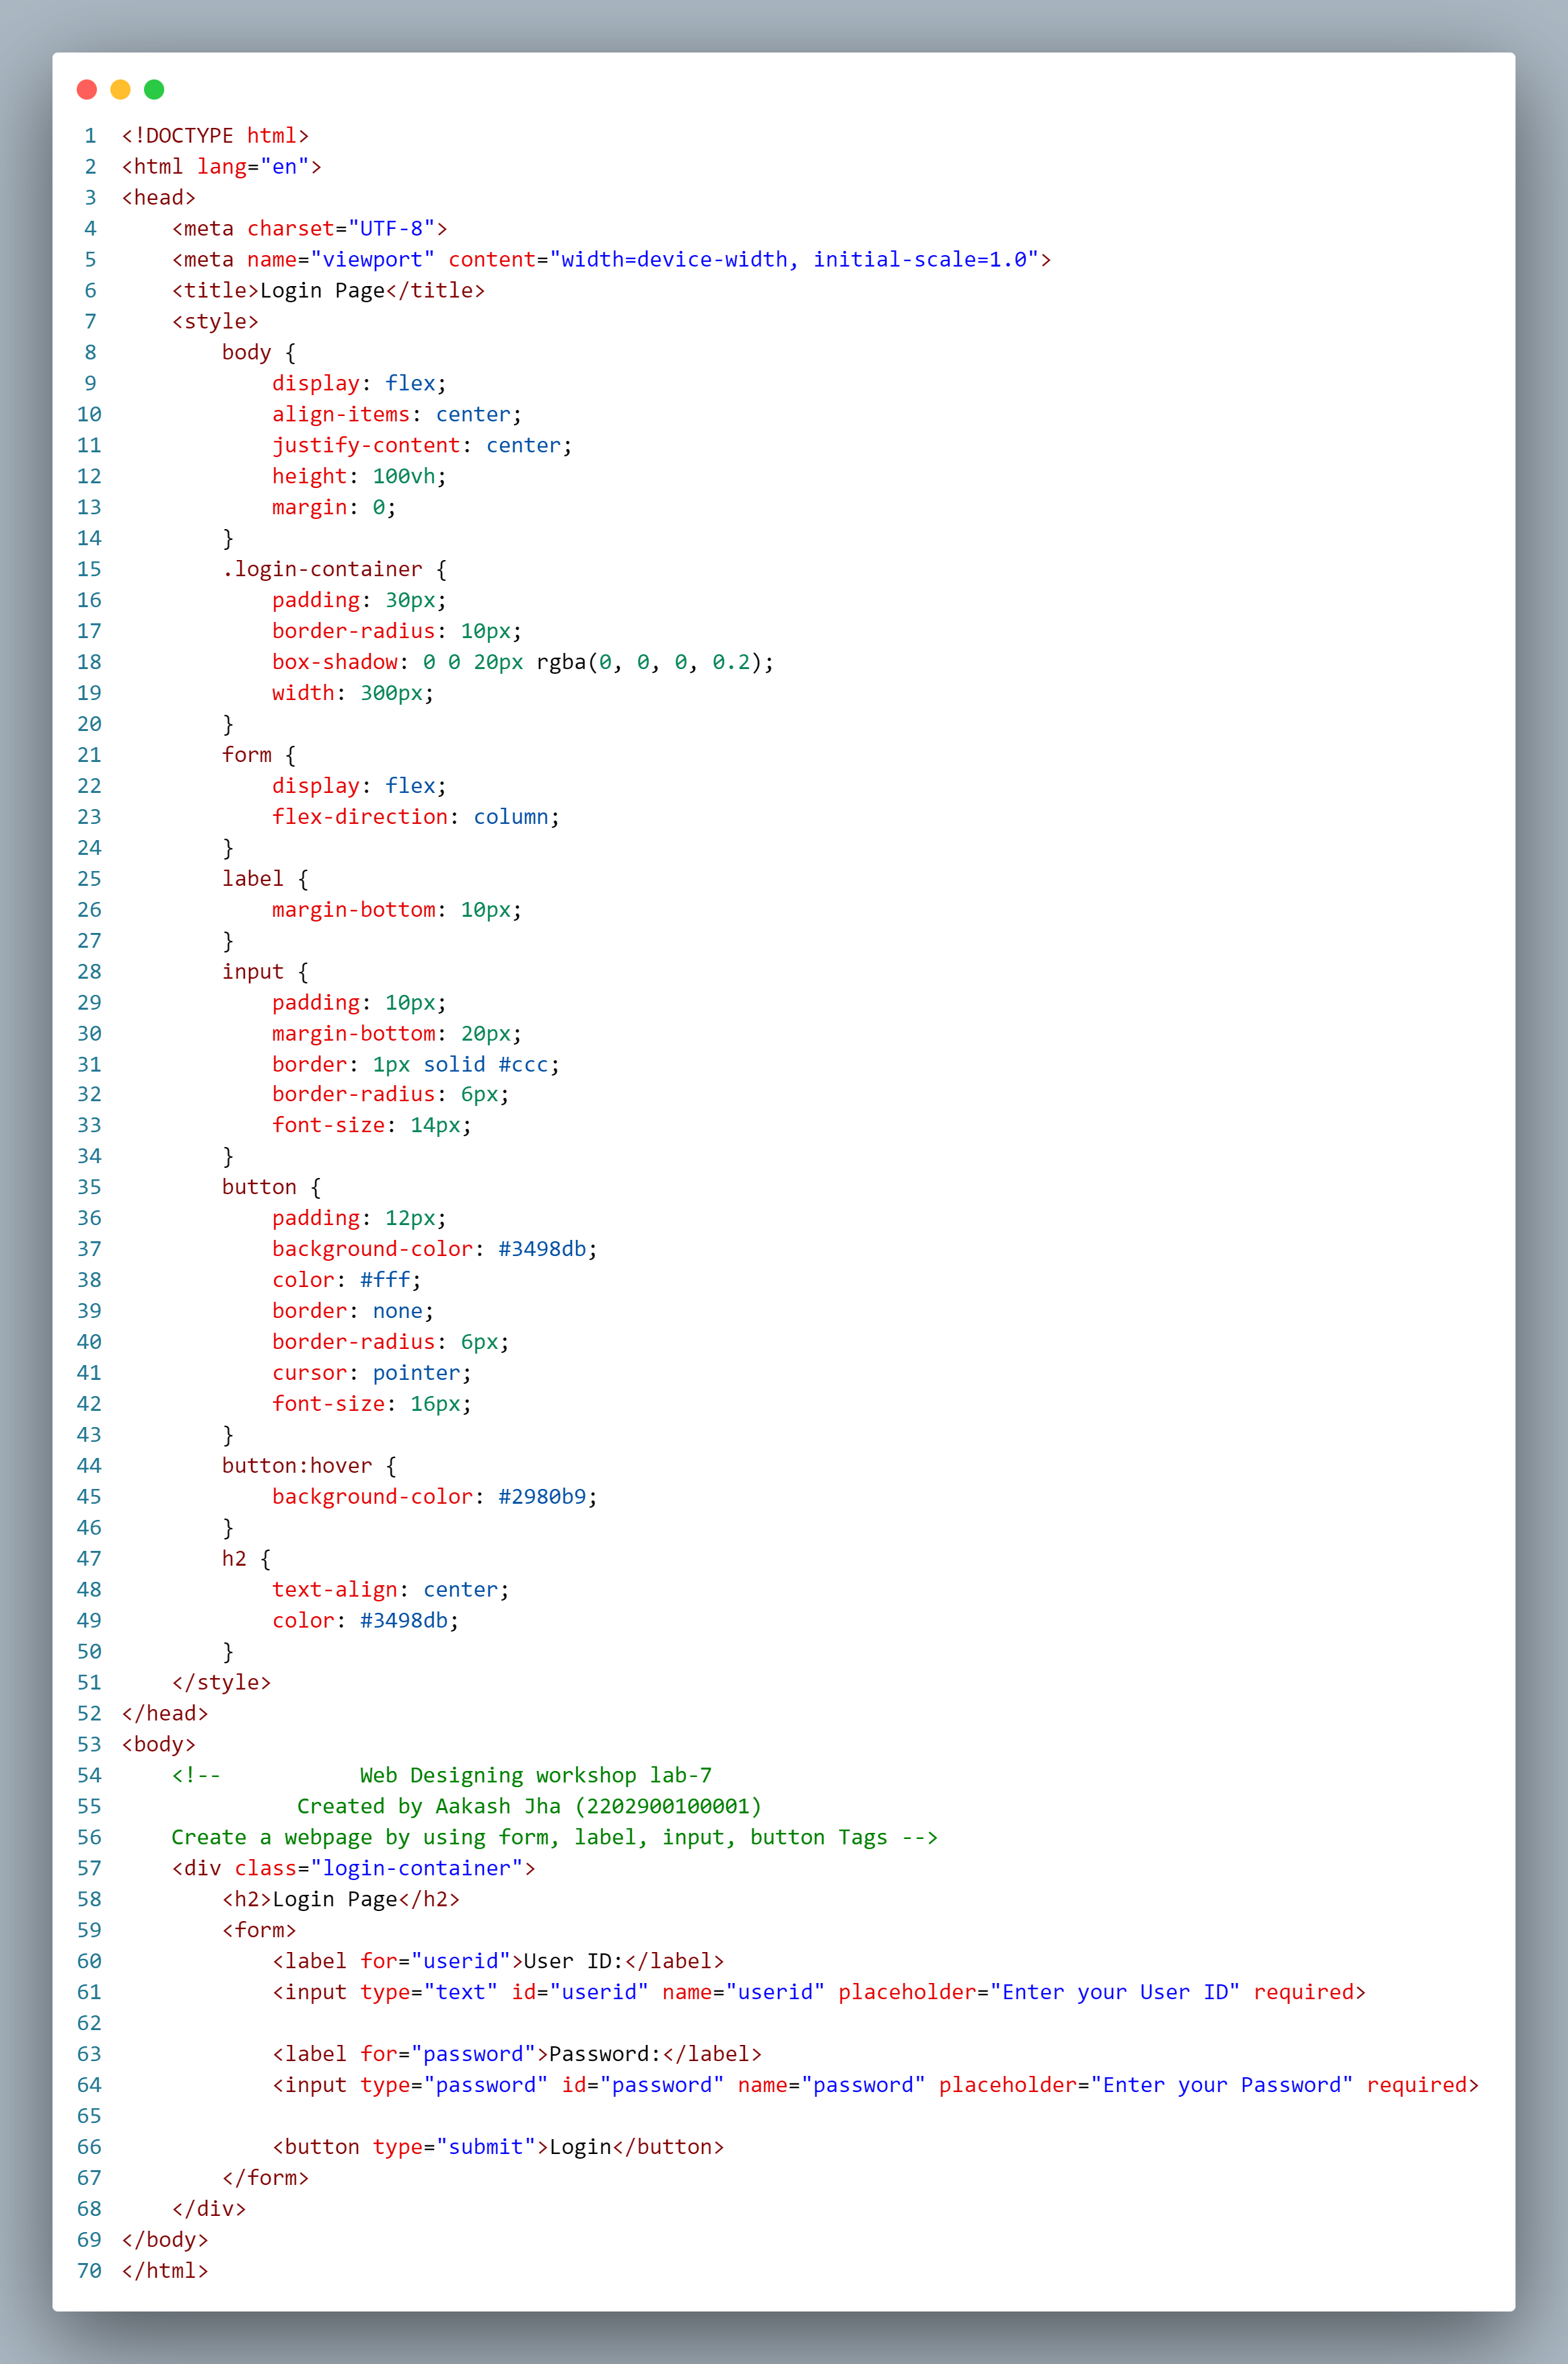 1 <!DOCTYPE html>
2 <html lang="en">
3 <head>
4     <meta charset="UTF-8">
5     <meta name="viewport" content="width=device-width, initial-scale=1.0">
6     <title>Login Page</title>
7     <style>
8         body {
9             display: flex;
10             align-items: center;
11             justify-content: center;
12             height: 100vh;
13             margin: 0;
14         }
15         .login-container {
16             padding: 30px;
17             border-radius: 10px;
18             box-shadow: 0 0 20px rgba(0, 0, 0, 0.2);
19             width: 300px;
20         }
21         form {
22             display: flex;
23             flex-direction: column;
24         }
25         label {
26             margin-bottom: 10px;
27         }
28         input {
29             padding: 10px;
30             margin-bottom: 20px;
31             border: 1px solid #ccc;
32             border-radius: 6px;
33             font-size: 14px;
34         }
35         button {
36             padding: 12px;
37             background-color: #3498db;
38             color: #fff;
39             border: none;
40             border-radius: 6px;
41             cursor: pointer;
42             font-size: 16px;
43         }
44         button:hover {
45             background-color: #2980b9;
46         }
47         h2 {
48             text-align: center;
49             color: #3498db;
50         }
51     </style>
52 </head>
53 <body>
54     <!--           Web Designing workshop lab-7
55               Created by Aakash Jha (2202900100001)
56     Create a webpage by using form, label, input, button Tags -->
57     <div class="login-container">
58         <h2>Login Page</h2>
59         <form>
60             <label for="userid">User ID:</label>
61             <input type="text" id="userid" name="userid" placeholder="Enter your User ID" required>
62
63             <label for="password">Password:</label>
64             <input type="password" id="password" name="password" placeholder="Enter your Password" required>
65
66             <button type="submit">Login</button>
67         </form>
68     </div>
69 </body>
70 </html>